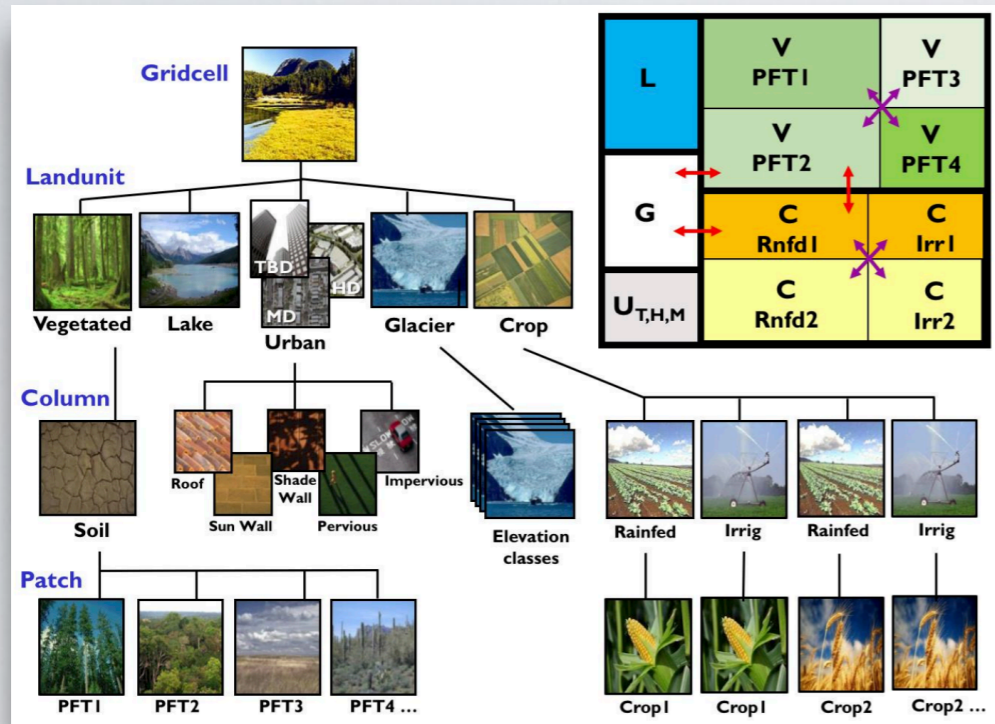 Gridcell
Landunit
Vegetated
Lake
TBD
HD
MD
Urban
Glacier
Crop
Column
Soil
Roof
Sun Wall
Shade
Wall
Pervious
SLOW
Impervious
Elevation
classes
Rainfed
Irrig
Rainfed
Irrig
Patch
PFT1
PFT2
PFT3
PFT4 ...
Crop1
Crop1
Crop2
Crop2 ...
L
G
U T,H,M
V
PFT1
V
PFT3
V
PFT2
V
PFT4
C
Rnfd1
C
Irr1
C
Rnfd2
C
Irr2